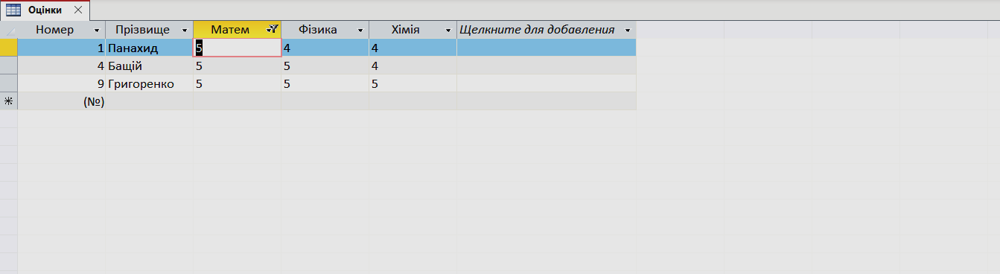 Оцінки
Номер Прізвище Матем Фізика Хімія Щелкните для добавления
1 Панахид 5 4 4
4 Бащій 5 5 4
9 Григоренко 5 5 5
(№)